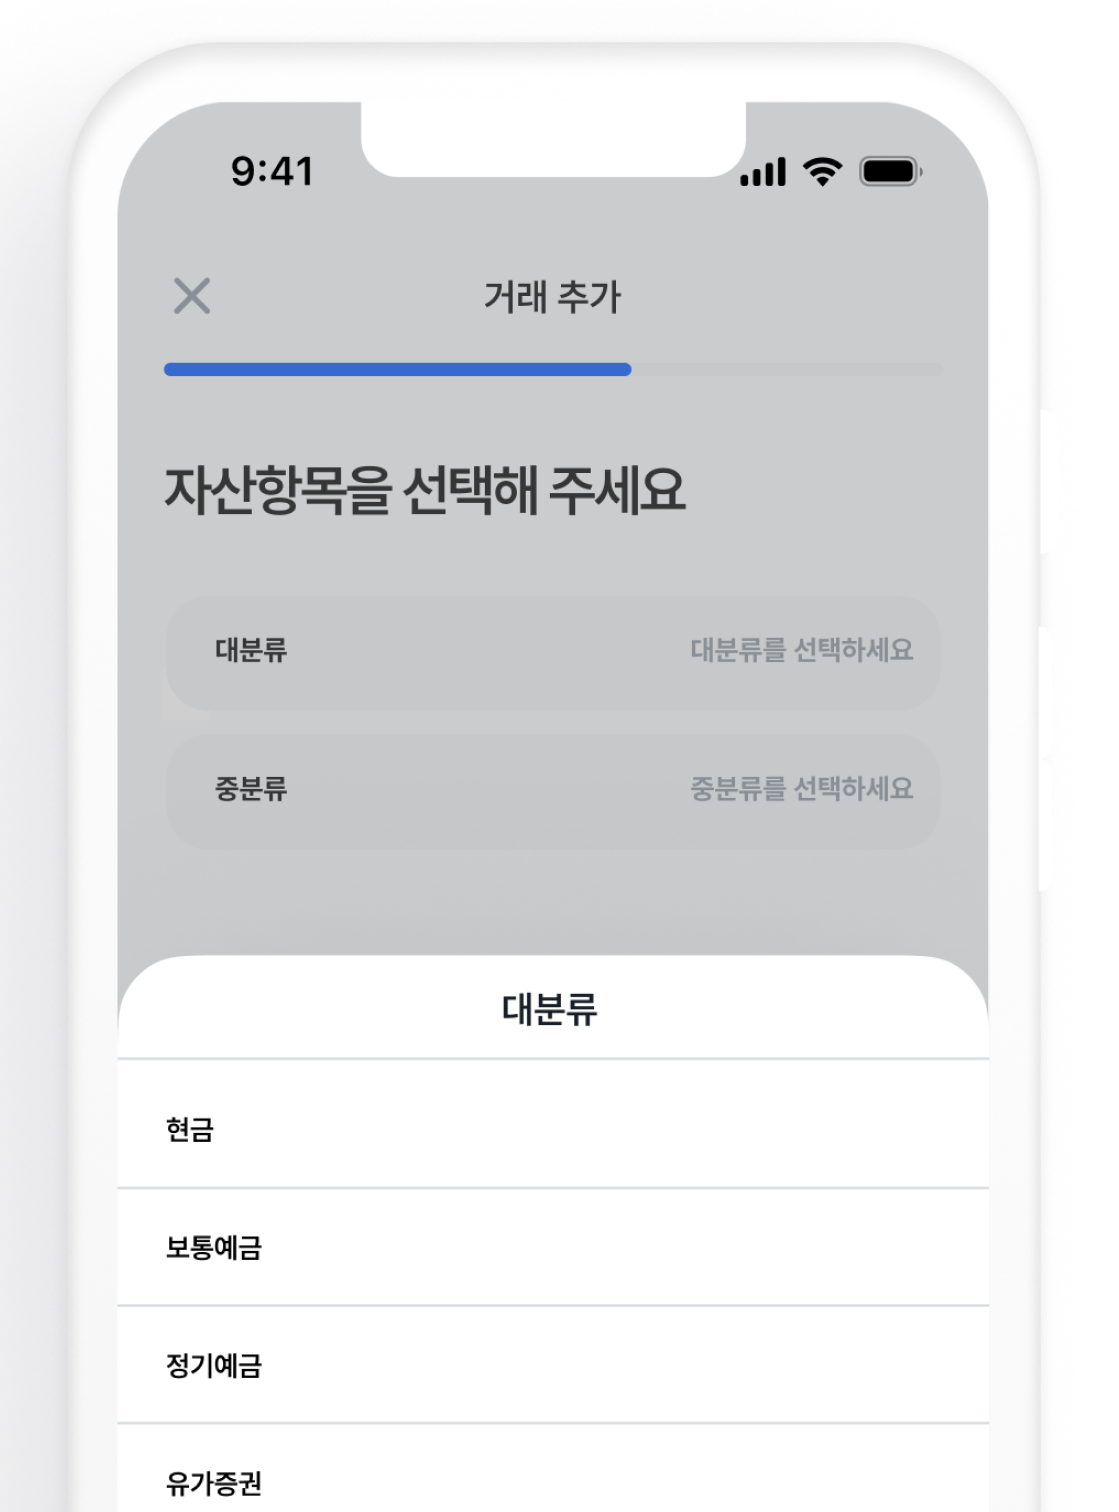 9:41
거래 추가
자산항목을 선택해 주세요
대분류 대분류를 선택하세요
중분류 중분류를 선택하세요
대분류
현금
보통예금
정기예금
유가증권